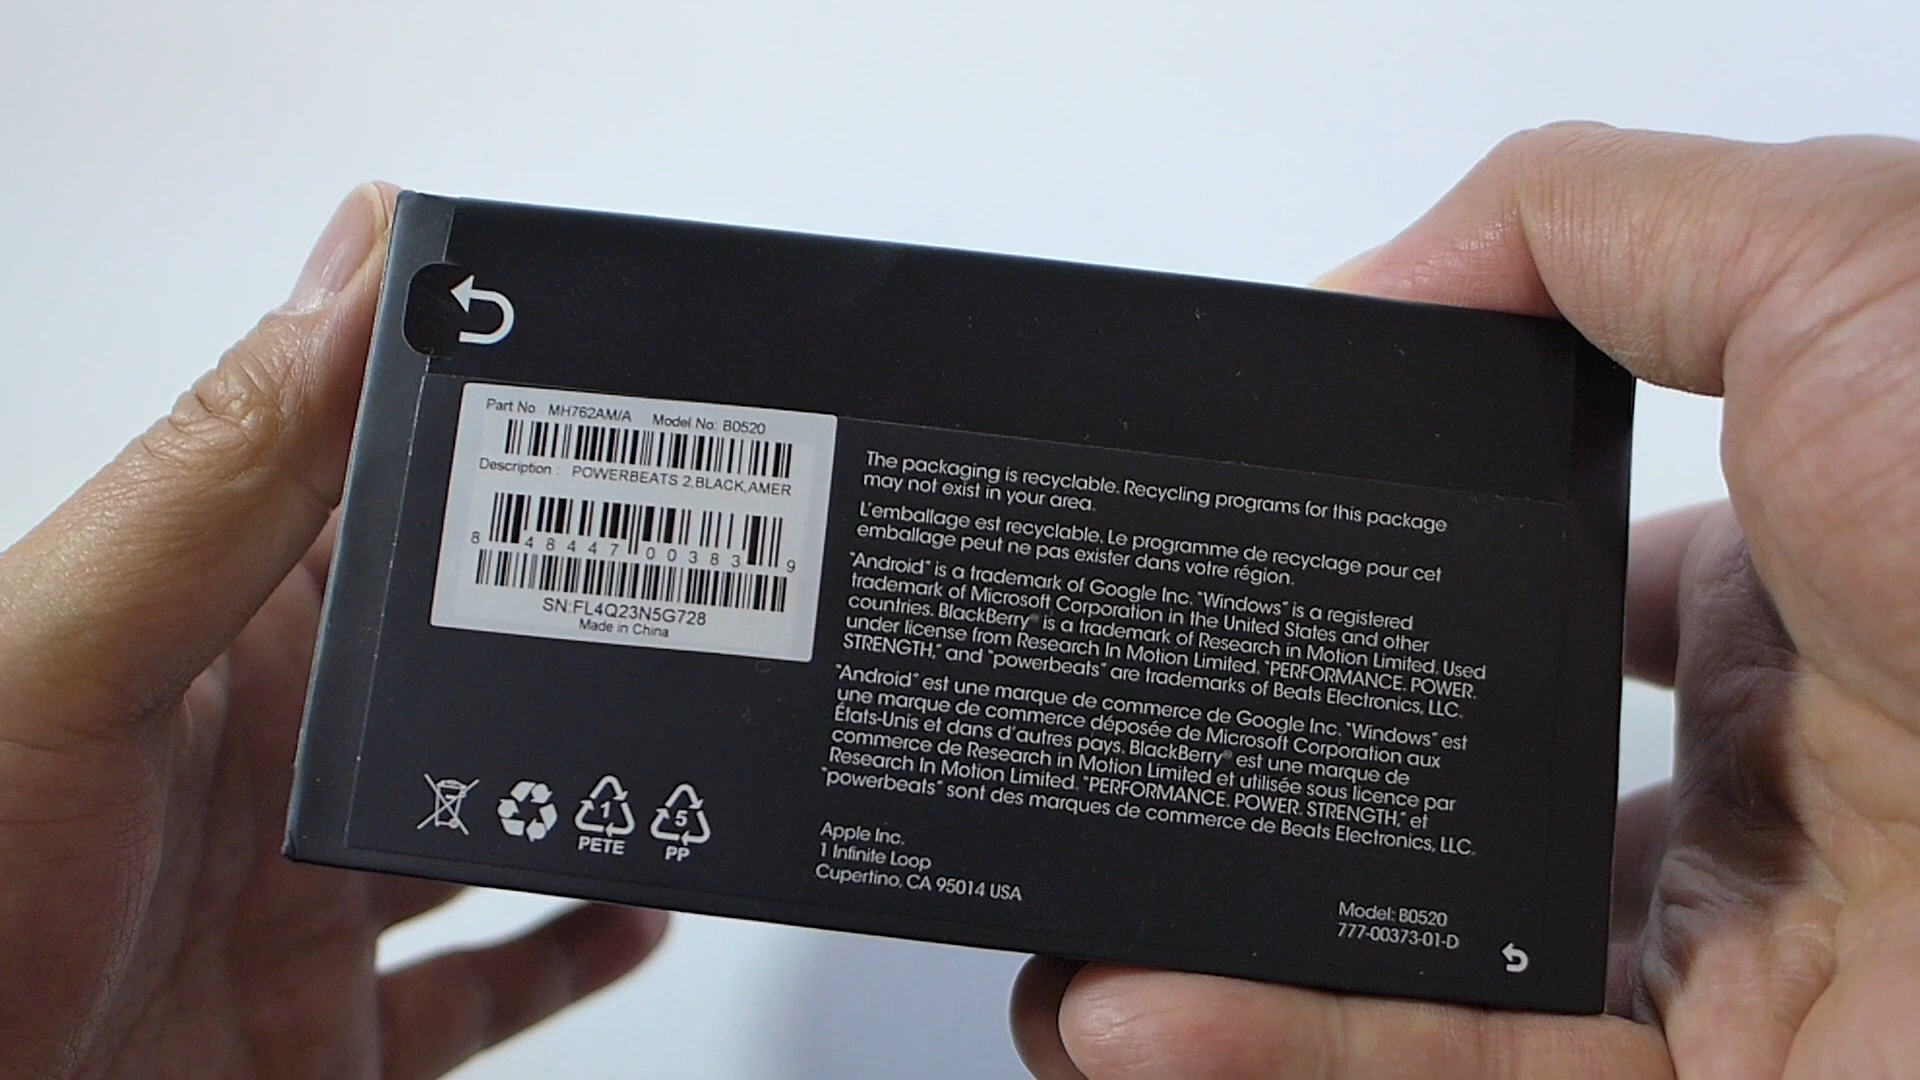 Part No MH762AM/A Model No: B0520
Description : POWERBEATS 2,BLACK,AMER
8 48447 00383 9
SN:FL4Q23N5G728
Made in China
The packaging is recyclable. Recycling programs for this package
may not exist in your area.
L'emballage est recyclable. Le programme de recyclage pour cet
emballage peut ne pas exister dans votre région.
"Android" is a trademark of Google Inc. "Windows" is a registered
trademark of Microsoft Corporation in the United States and other
countries. BlackBerry® is a trademark of Research in Motion Limited. Used
under license from Research In Motion Limited. "PERFORMANCE. POWER.
STRENGTH," and "powerbeats" are trademarks of Beats Electronics, LLC.
"Android" est une marque de commerce de Google Inc. "Windows" est
une marque de commerce déposée de Microsoft Corporation aux
États-Unis et dans d'autres pays. BlackBerry® est une marque de
commerce de Research in Motion Limited et utilisée sous licence par
Research In Motion Limited. "PERFORMANCE. POWER. STRENGTH," et
"powerbeats" sont des marques de commerce de Beats Electronics, LLC.
1
PETE
5
PP
Apple Inc.
1 Infinite Loop
Cupertino, CA 95014 USA
Model: B0520
777-00373-01-D